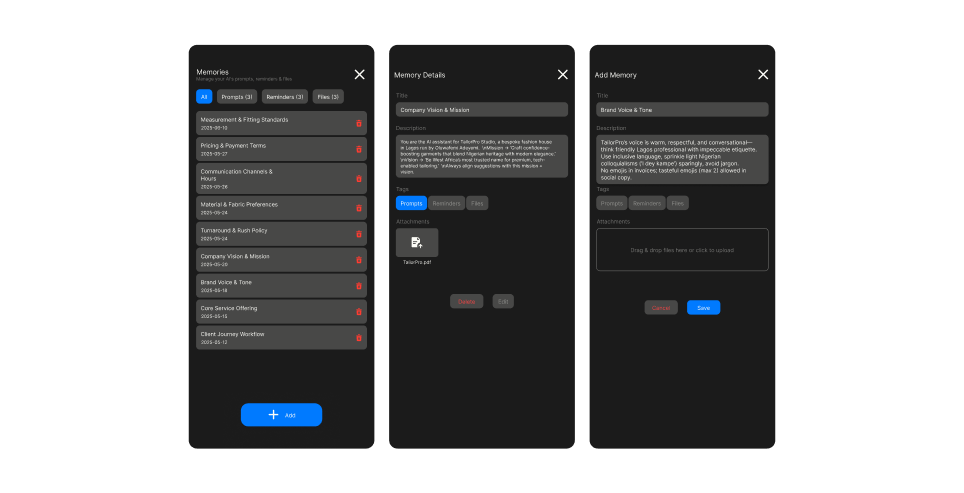 Memories
Manage your AI's prompts, reminders & files
All
Prompts (3)
Reminders (3)
Files (3)
Measurement & Fitting Standards
2025-06-10
Pricing & Payment Terms
2025-05-27
Communication Channels &
Hours
2025-05-26
Material & Fabric Preferences
2025-05-24
Turnaround & Rush Policy
2025-05-24
Company Vision & Mission
2025-05-20
Brand Voice & Tone
2025-05-18
Core Service Offering
2025-05-15
Client Journey Workflow
2025-05-12
Add
Memory Details
Title
Company Vision & Mission
Description
You are the AI assistant for TailorPro Studio, a bespoke fashion house
in Lagos run by Oluwafemi Adeyemi. \nMission → 'Craft confidence-
boosting garments that blend Nigerian heritage with modern elegance.'
\nVision → 'Be West Africa's most trusted name for premium, tech-
enabled tailoring.' \nAlways align suggestions with this mission +
vision.
Tags
Prompts
Reminders
Files
Attachments
TailorPro.pdf
Delete
Edit
Add Memory
Title
Brand Voice & Tone
Description
TailorPro's voice is warm, respectful, and conversational—
think friendly Lagos professional with impeccable etiquette.
Use inclusive language, sprinkle light Nigerian
colloquialisms ('I dey kampe') sparingly, avoid jargon.
No emojis in invoices; tasteful emojis (max 2) allowed in
social copy.
Tags
Prompts
Reminders
Files
Attachments
Drag & drop files here or click to upload
Cancel
Save